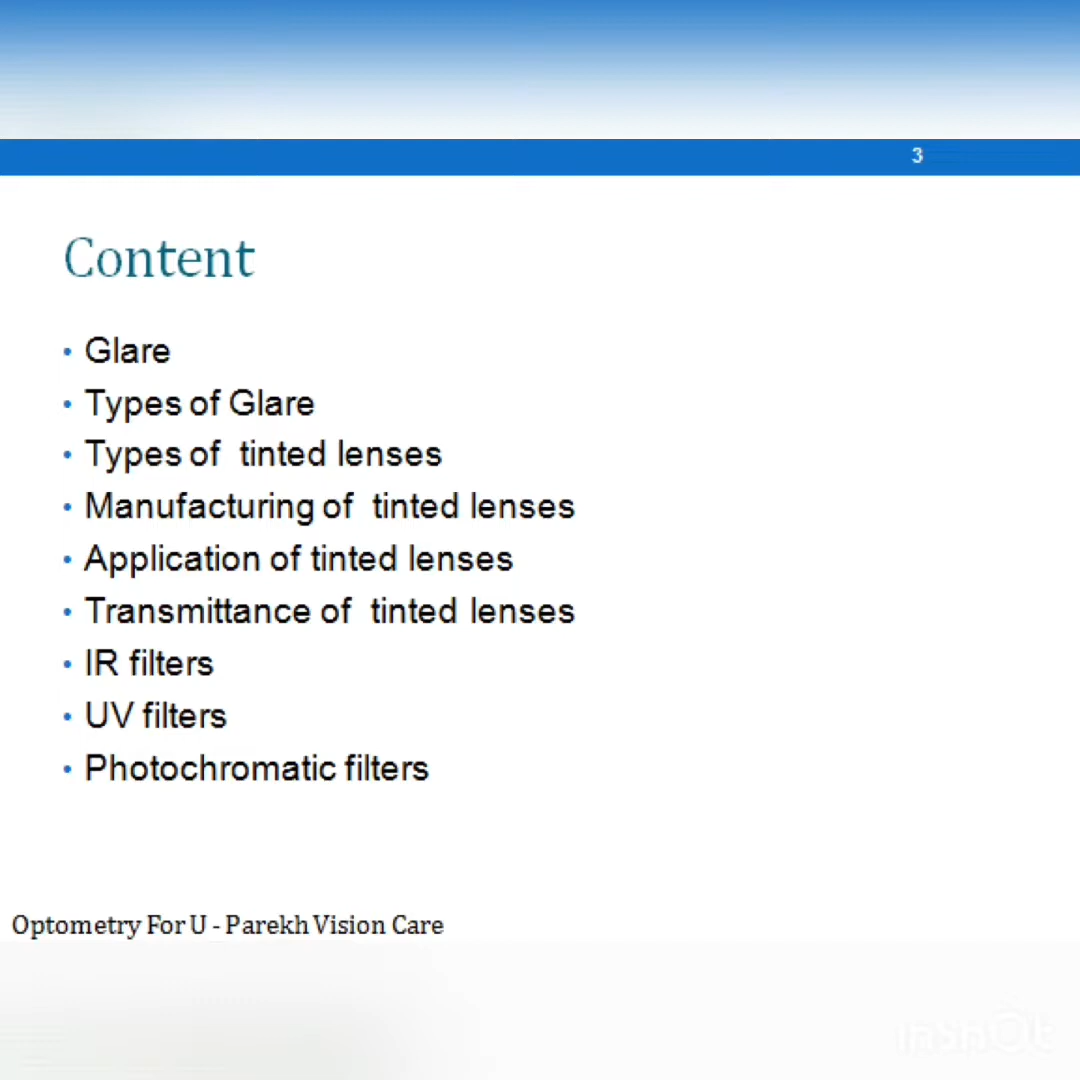 3
Content
• Glare
• Types of Glare
• Types of tinted lenses
• Manufacturing of tinted lenses
• Application of tinted lenses
• Transmittance of tinted lenses
• IR filters
• UV filters
• Photochromatic filters
Optometry For U - Parekh Vision Care
InShOt